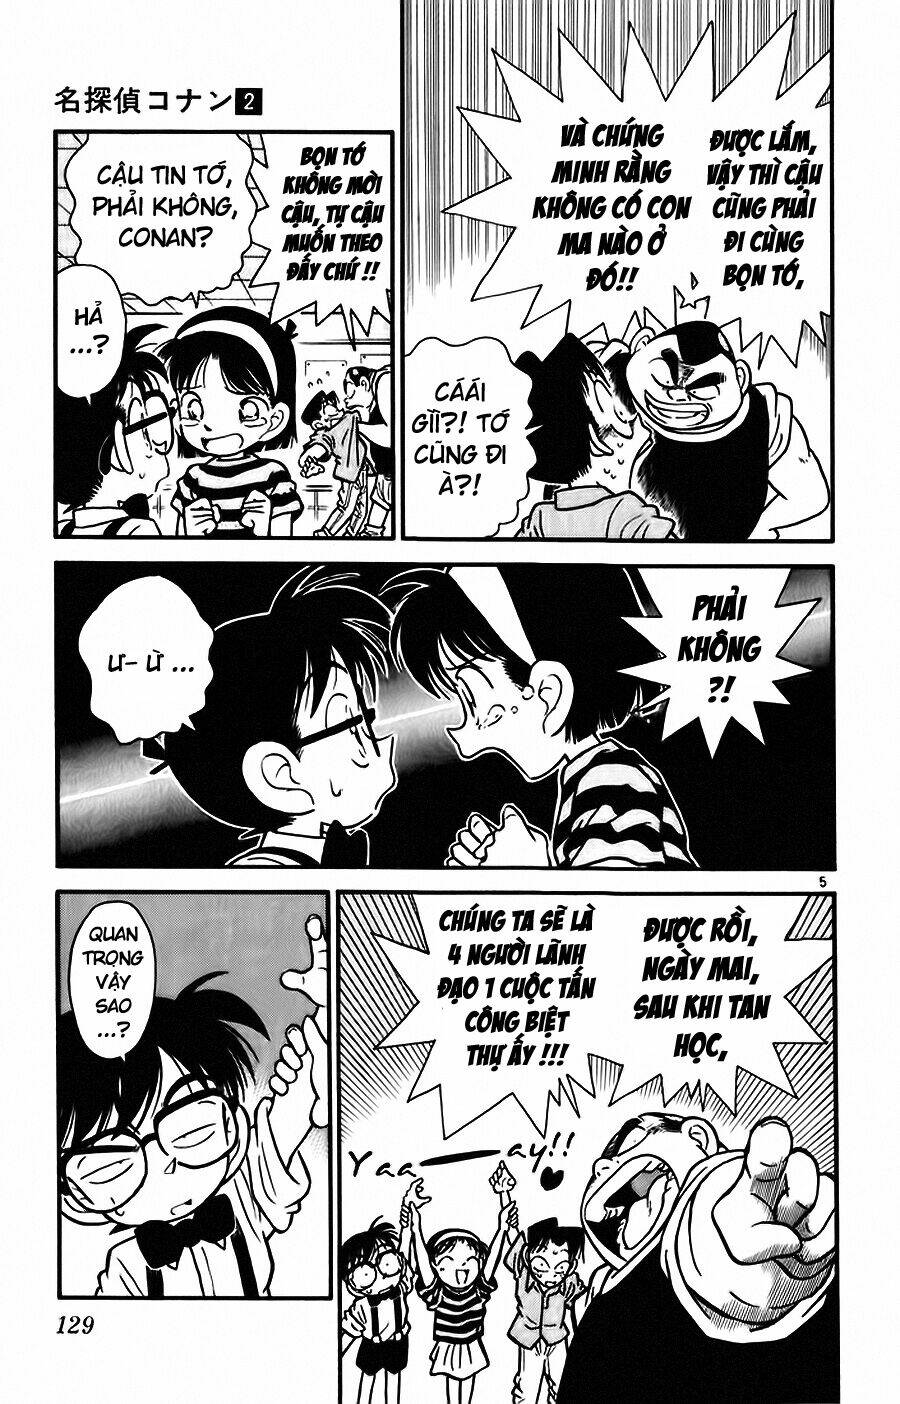 名探偵コナン2
ĐƯỢC LẮM,
VẬY THÌ CẬU
CŨNG PHẢI
ĐI CÙNG
BỌN TỚ,
VÀ CHỨNG
MINH RẰNG
KHÔNG CÓ CON
MA NÀO Ở
ĐÓ!!
CÁÁI
GÌÌ?! TỚ
CŨNG ĐI
À?!
BỌN TỚ
KHÔNG MỜI
CẬU, TỰ CẬU
MUỐN THEO
ĐẤY CHỨ !!
CẬU TIN TỚ,
PHẢI KHÔNG,
CONAN?
HẢ
...?
PHẢI
KHÔNG
?!
Ư- Ừ ...
5
ĐƯỢC RỒI,
NGÀY MAI,
SAU KHI TAN
HỌC,
CHÚNG TA SẼ LÀ
4 NGƯỜI LÃNH
ĐẠO 1 CUỘC TẤN
CÔNG BIỆT
THỰ ẤY !!!
Yaa—ay!!
QUAN
TRỌNG
VẬY
SAO
...?
129